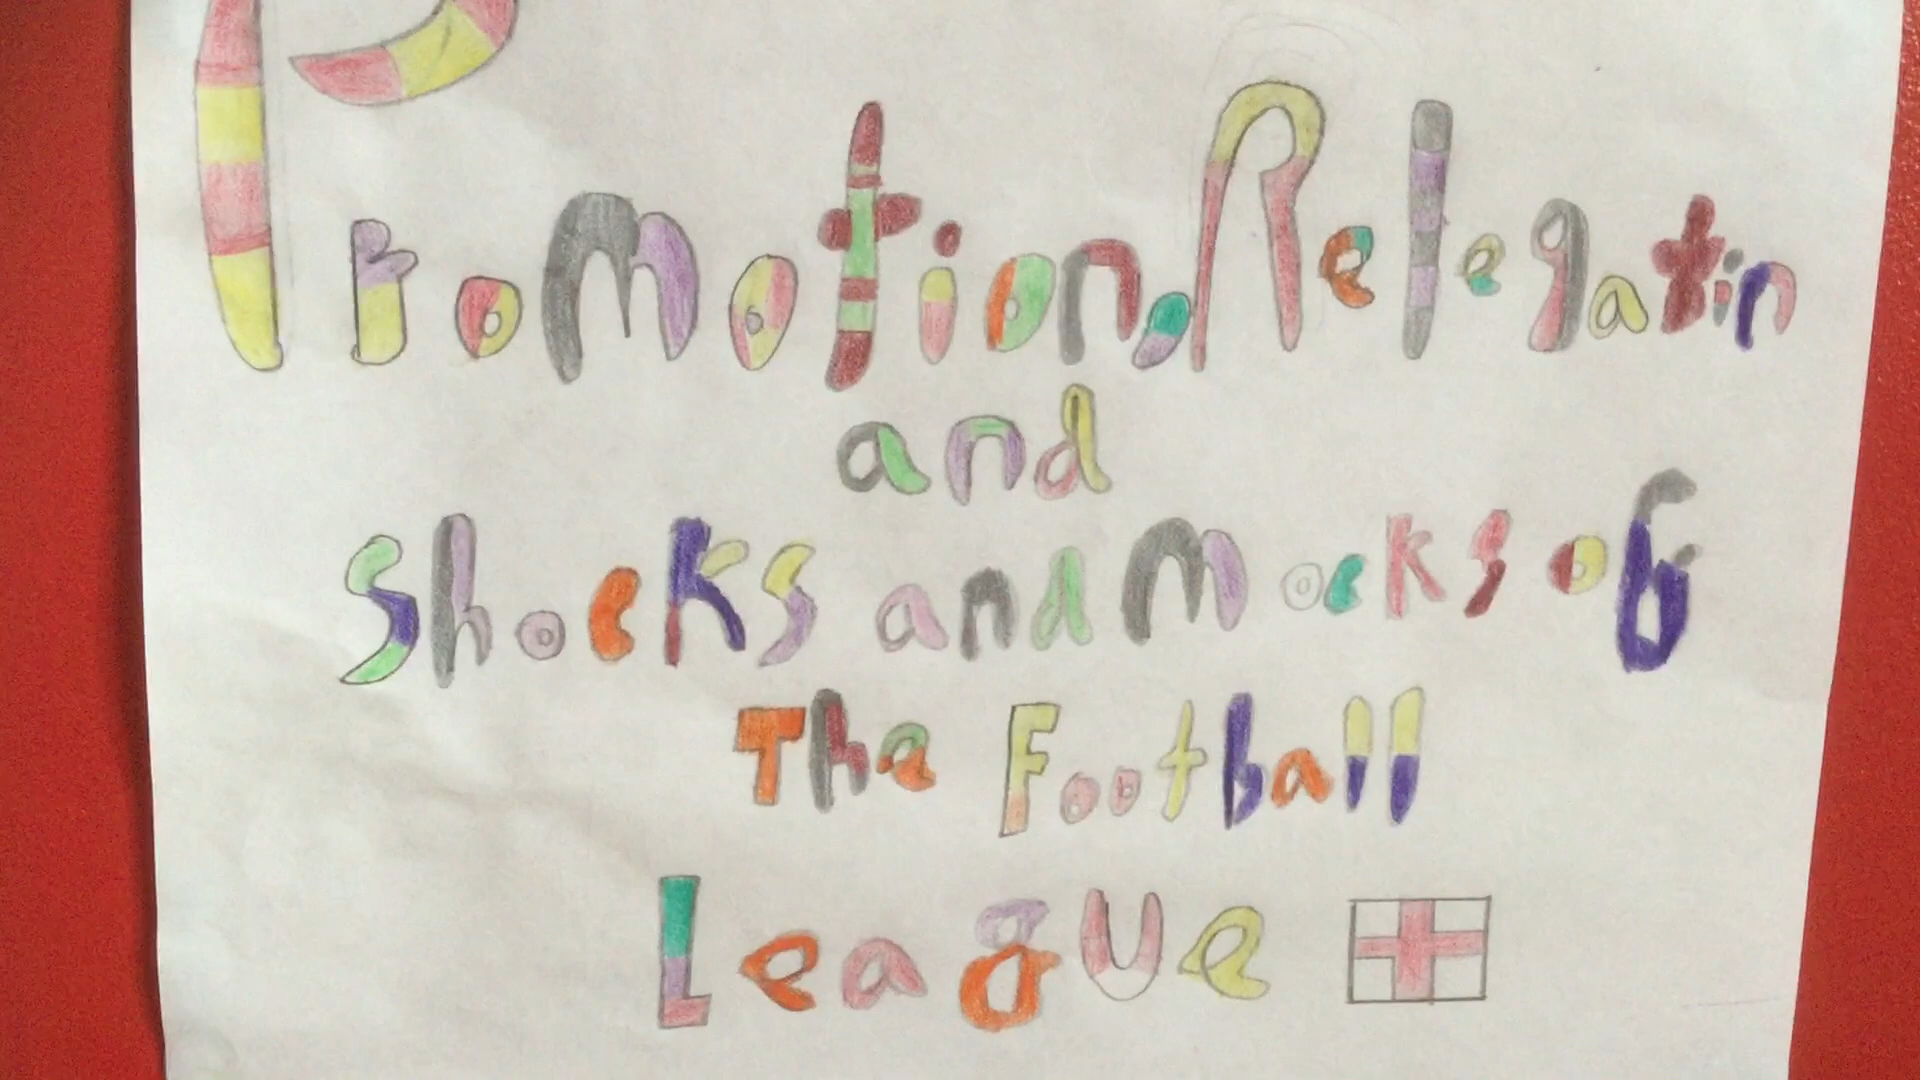 Promotion, Relegatin
and
Shocks and Mocks of
The Football
League